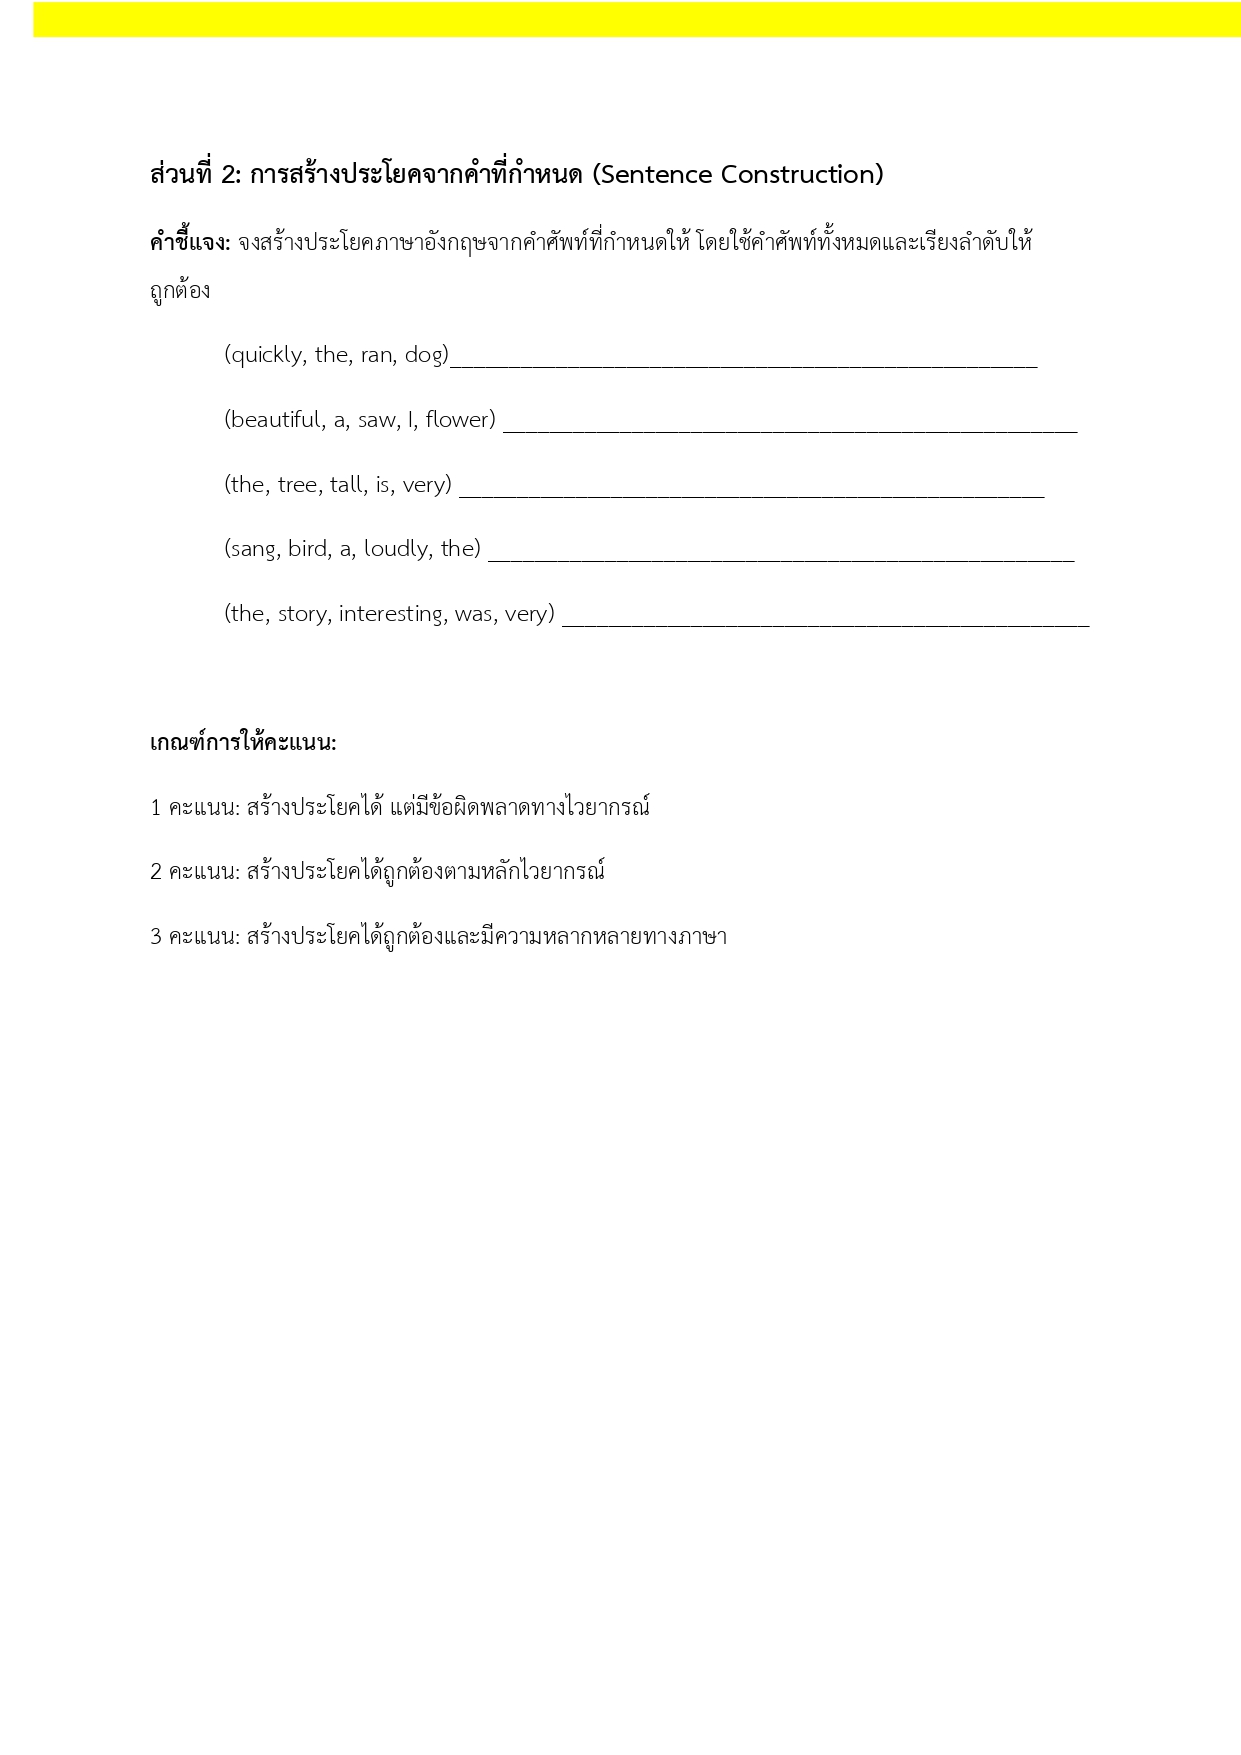 ส่วนที่ 2: การสร้างประโยคจากคำที่กำหนด (Sentence Construction)
คำชี้แจง: จงสร้างประโยคภาษาอังกฤษจากคำศัพท์ที่กำหนดให้ โดยใช้คำศัพท์ทั้งหมดและเรียงลำดับให้
ถูกต้อง
(quickly, the, ran, dog)__________________________________________________
(beautiful, a, saw, I, flower) _________________________________________________
(the, tree, tall, is, very) __________________________________________________
(sang, bird, a, loudly, the) __________________________________________________
(the, story, interesting, was, very) _____________________________________________
เกณฑ์การให้คะแนน:
1 คะแนน: สร้างประโยคได้ แต่มีข้อผิดพลาดทางไวยากรณ์
2 คะแนน: สร้างประโยคได้ถูกต้องตามหลักไวยากรณ์
3 คะแนน: สร้างประโยคได้ถูกต้องและมีความหลากหลายทางภาษา